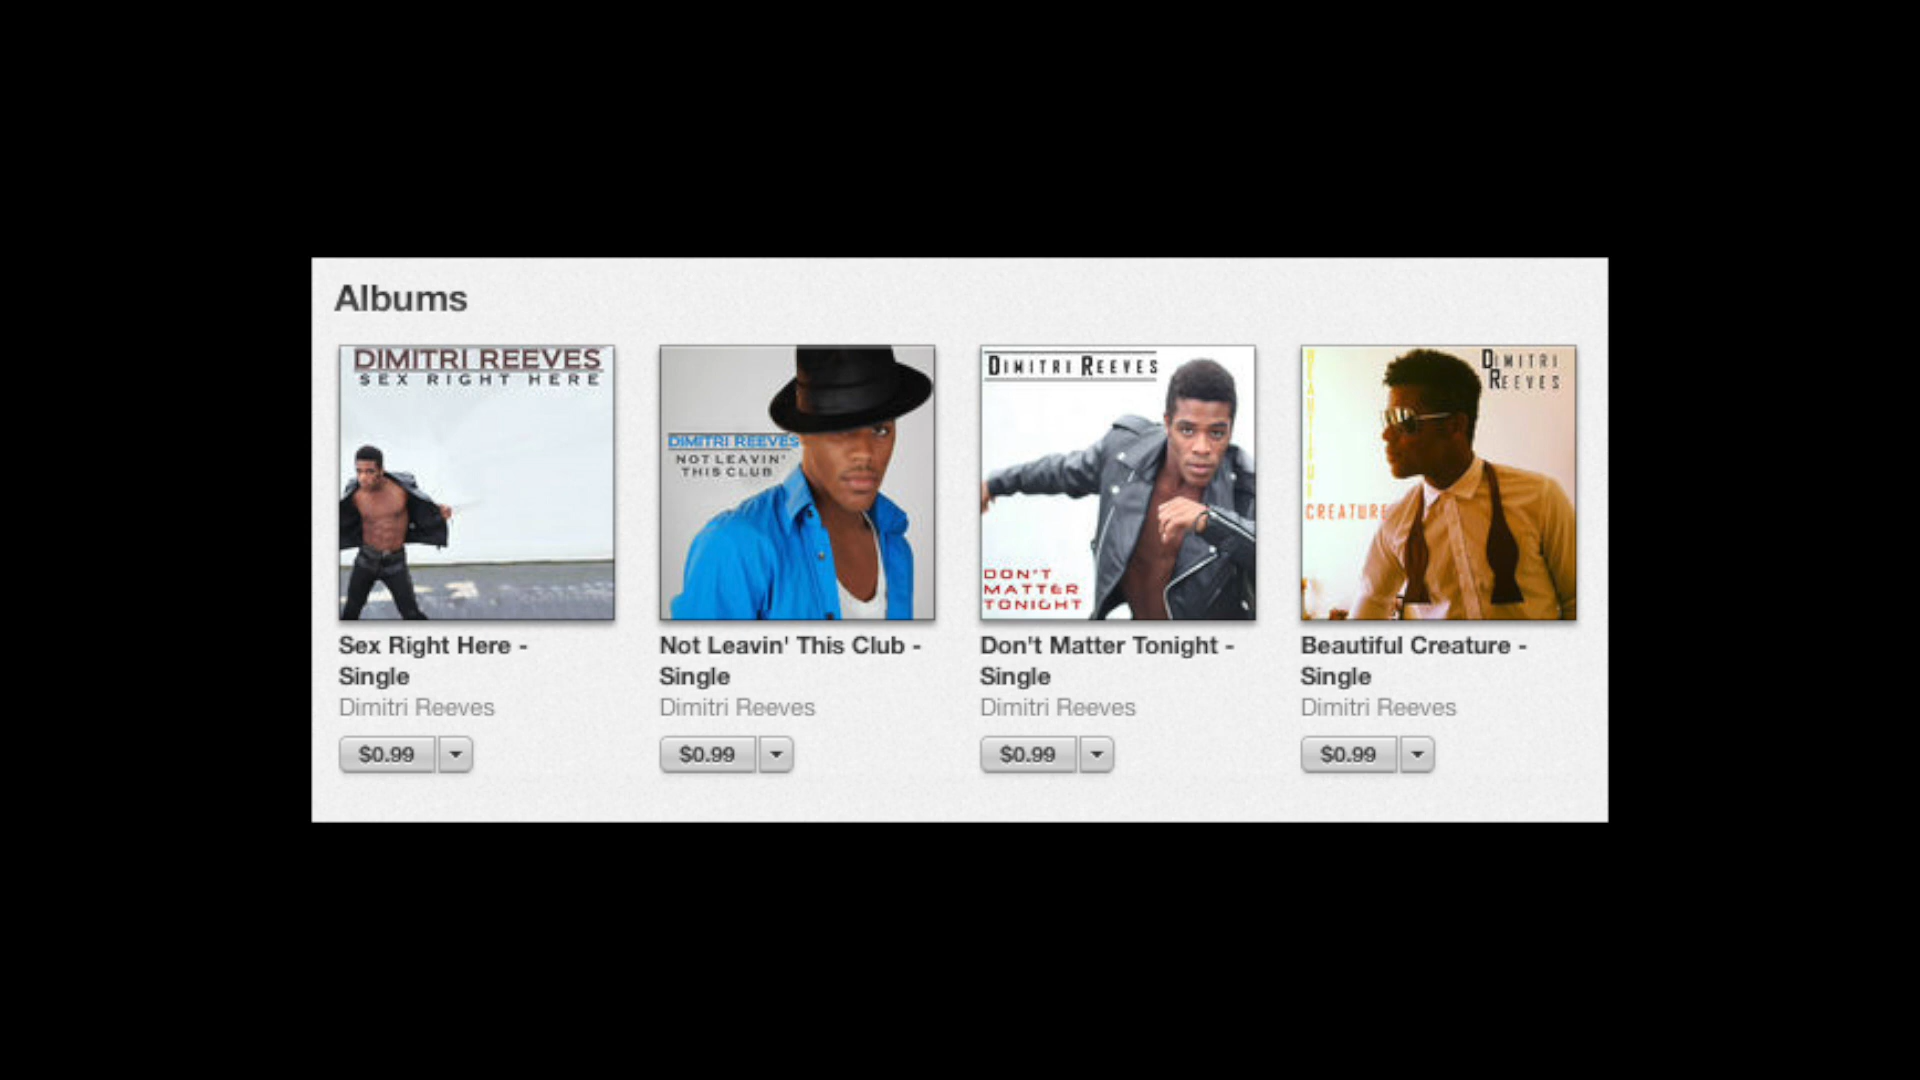 Albums
DIMITRI REEVES
SEX RIGHT HERE
Sex Right Here -
Single
Dimitri Reeves
$0.99
DIMITRI REEVES
NOT LEAVIN'
THIS CLUB
Not Leavin' This Club -
Single
Dimitri Reeves
$0.99
DIMITRI REEVES
DON'T
MATTER
TONIGHT
Don't Matter Tonight -
Single
Dimitri Reeves
$0.99
DIMITRI
REEVES
BEAUTIFUL
CREATURE
Beautiful Creature -
Single
Dimitri Reeves
$0.99